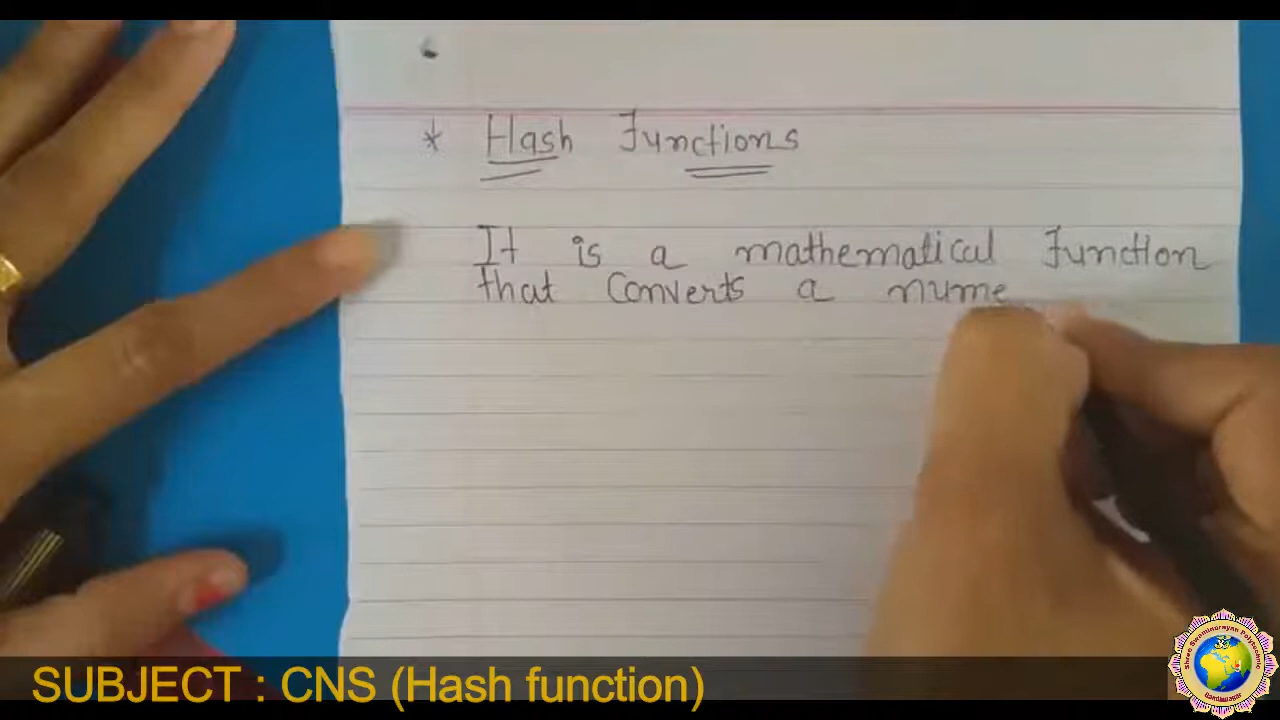 * Hash Functions
It is a mathematical Function
that Converts a nume
SUBJECT : CNS (Hash function)